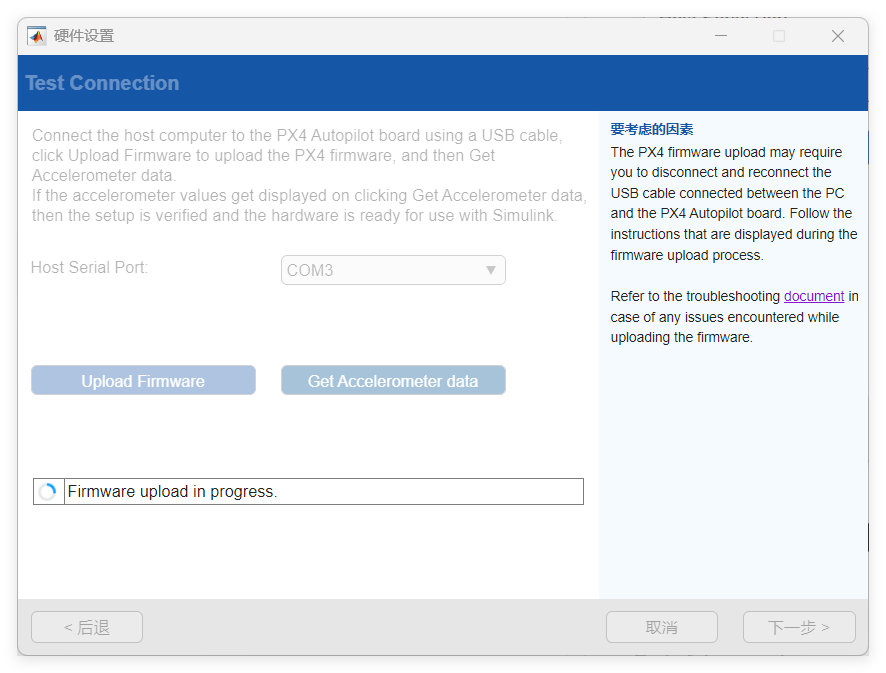 硬件设置
Test Connection
Connect the host computer to the PX4 Autopilot board using a USB cable,
click Upload Firmware to upload the PX4 firmware, and then Get
Accelerometer data.
If the accelerometer values get displayed on clicking Get Accelerometer data,
then the setup is verified and the hardware is ready for use with Simulink.
Host Serial Port:
COM3
Upload Firmware
Get Accelerometer data
Firmware upload in progress.
要考虑的因素
The PX4 firmware upload may require
you to disconnect and reconnect the
USB cable connected between the PC
and the PX4 Autopilot board. Follow the
instructions that are displayed during the
firmware upload process.
Refer to the troubleshooting document in
case of any issues encountered while
uploading the firmware.
< 后退
取消
下一步 >